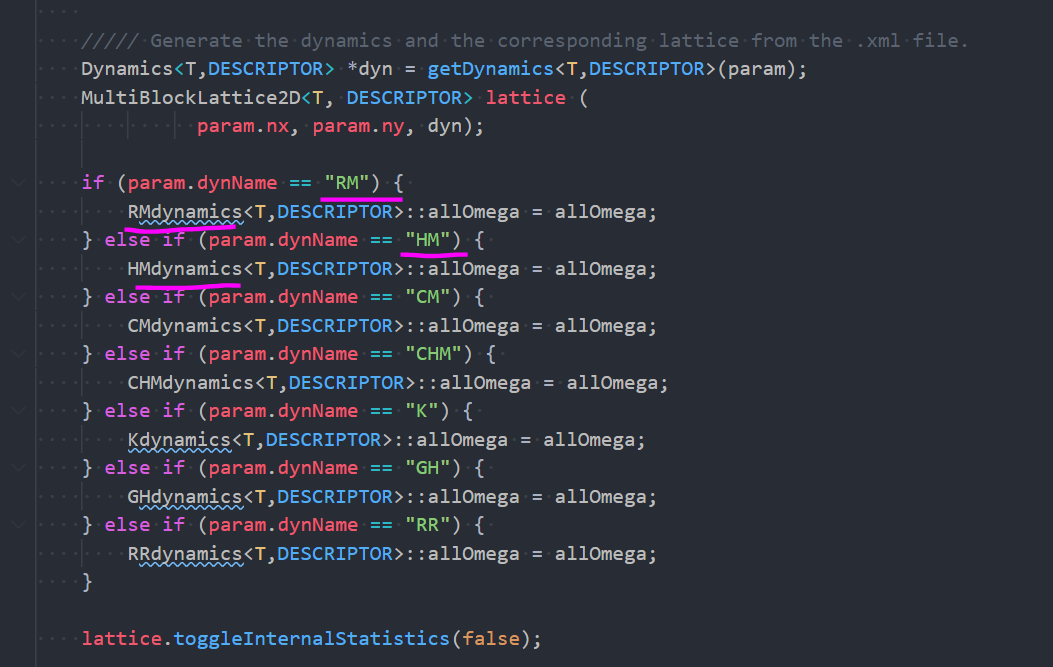 ///// Generate the dynamics and the corresponding lattice from the .xml file.
Dynamics<T,DESCRIPTOR> *dyn = getDynamics<T,DESCRIPTOR>(param);
MultiBlockLattice2D<T, DESCRIPTOR> lattice (
param.nx, param.ny, dyn);
if (param.dynName == "RM") {
RMdynamics<T,DESCRIPTOR>::allOmega = allOmega;
} else if (param.dynName == "HM") {
HMdynamics<T,DESCRIPTOR>::allOmega = allOmega;
} else if (param.dynName == "CM") {
CMdynamics<T,DESCRIPTOR>::allOmega = allOmega;
} else if (param.dynName == "CHM") {
CHMdynamics<T,DESCRIPTOR>::allOmega = allOmega;
} else if (param.dynName == "K") {
Kdynamics<T,DESCRIPTOR>::allOmega = allOmega;
} else if (param.dynName == "GH") {
GHdynamics<T,DESCRIPTOR>::allOmega = allOmega;
} else if (param.dynName == "RR") {
RRdynamics<T,DESCRIPTOR>::allOmega = allOmega;
}
lattice.toggleInternalStatistics(false);